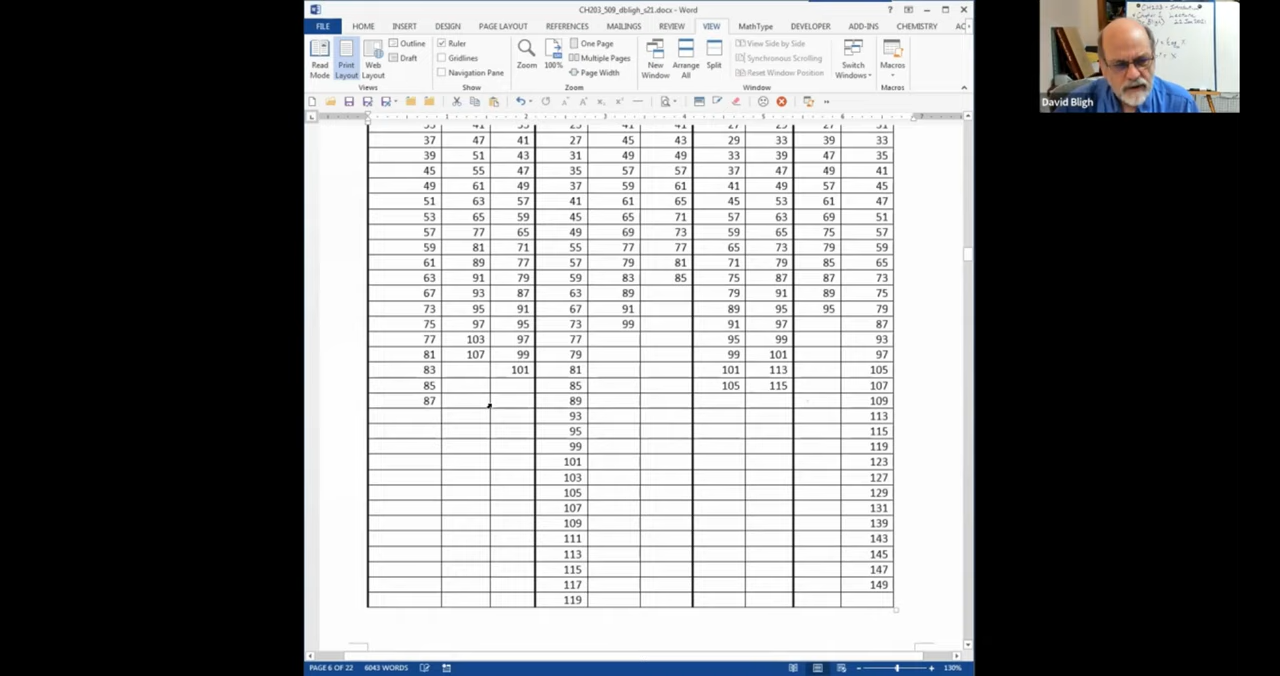 CH203_509_dbligh_s21.docx - Word
FILE HOME INSERT DESIGN PAGE LAYOUT REFERENCES MAILINGS REVIEW VIEW MathType DEVELOPER ADD-INS CHEMISTRY
Read Mode Print Layout Web Layout Outline Draft
Views
Ruler
Gridlines
Navigation Pane
Show
Zoom 100% One Page
Multiple Pages
Page Width
Zoom
New Window Arrange All Split
View Side by Side
Synchronous Scrolling
Reset Window Position
Window
Switch Windows
Macros
Macros
37 47 41 27 45 43 29 33 39 33
39 51 43 31 49 49 33 39 47 35
45 55 47 35 57 57 37 47 49 41
49 61 49 37 59 61 41 49 57 45
51 63 57 41 61 65 45 53 61 47
53 65 59 45 65 71 57 63 69 51
57 77 65 49 69 73 59 65 75 57
59 81 71 55 77 77 65 73 79 59
61 89 77 57 79 81 71 79 85 65
63 91 79 59 83 85 75 87 87 73
67 93 87 63 89 79 91 89 75
73 95 91 67 91 89 95 95 79
75 97 95 73 99 91 97 87
77 103 97 77 95 99 93
81 107 99 79 99 101 97
83 101 81 101 113 105
85 85 105 115 107
87 89 109
93 113
95 115
99 119
101 123
103 127
105 129
107 131
109 139
111 143
113 145
115 147
117 149
119
PAGE 6 OF 22 6043 WORDS 130%
David Bligh